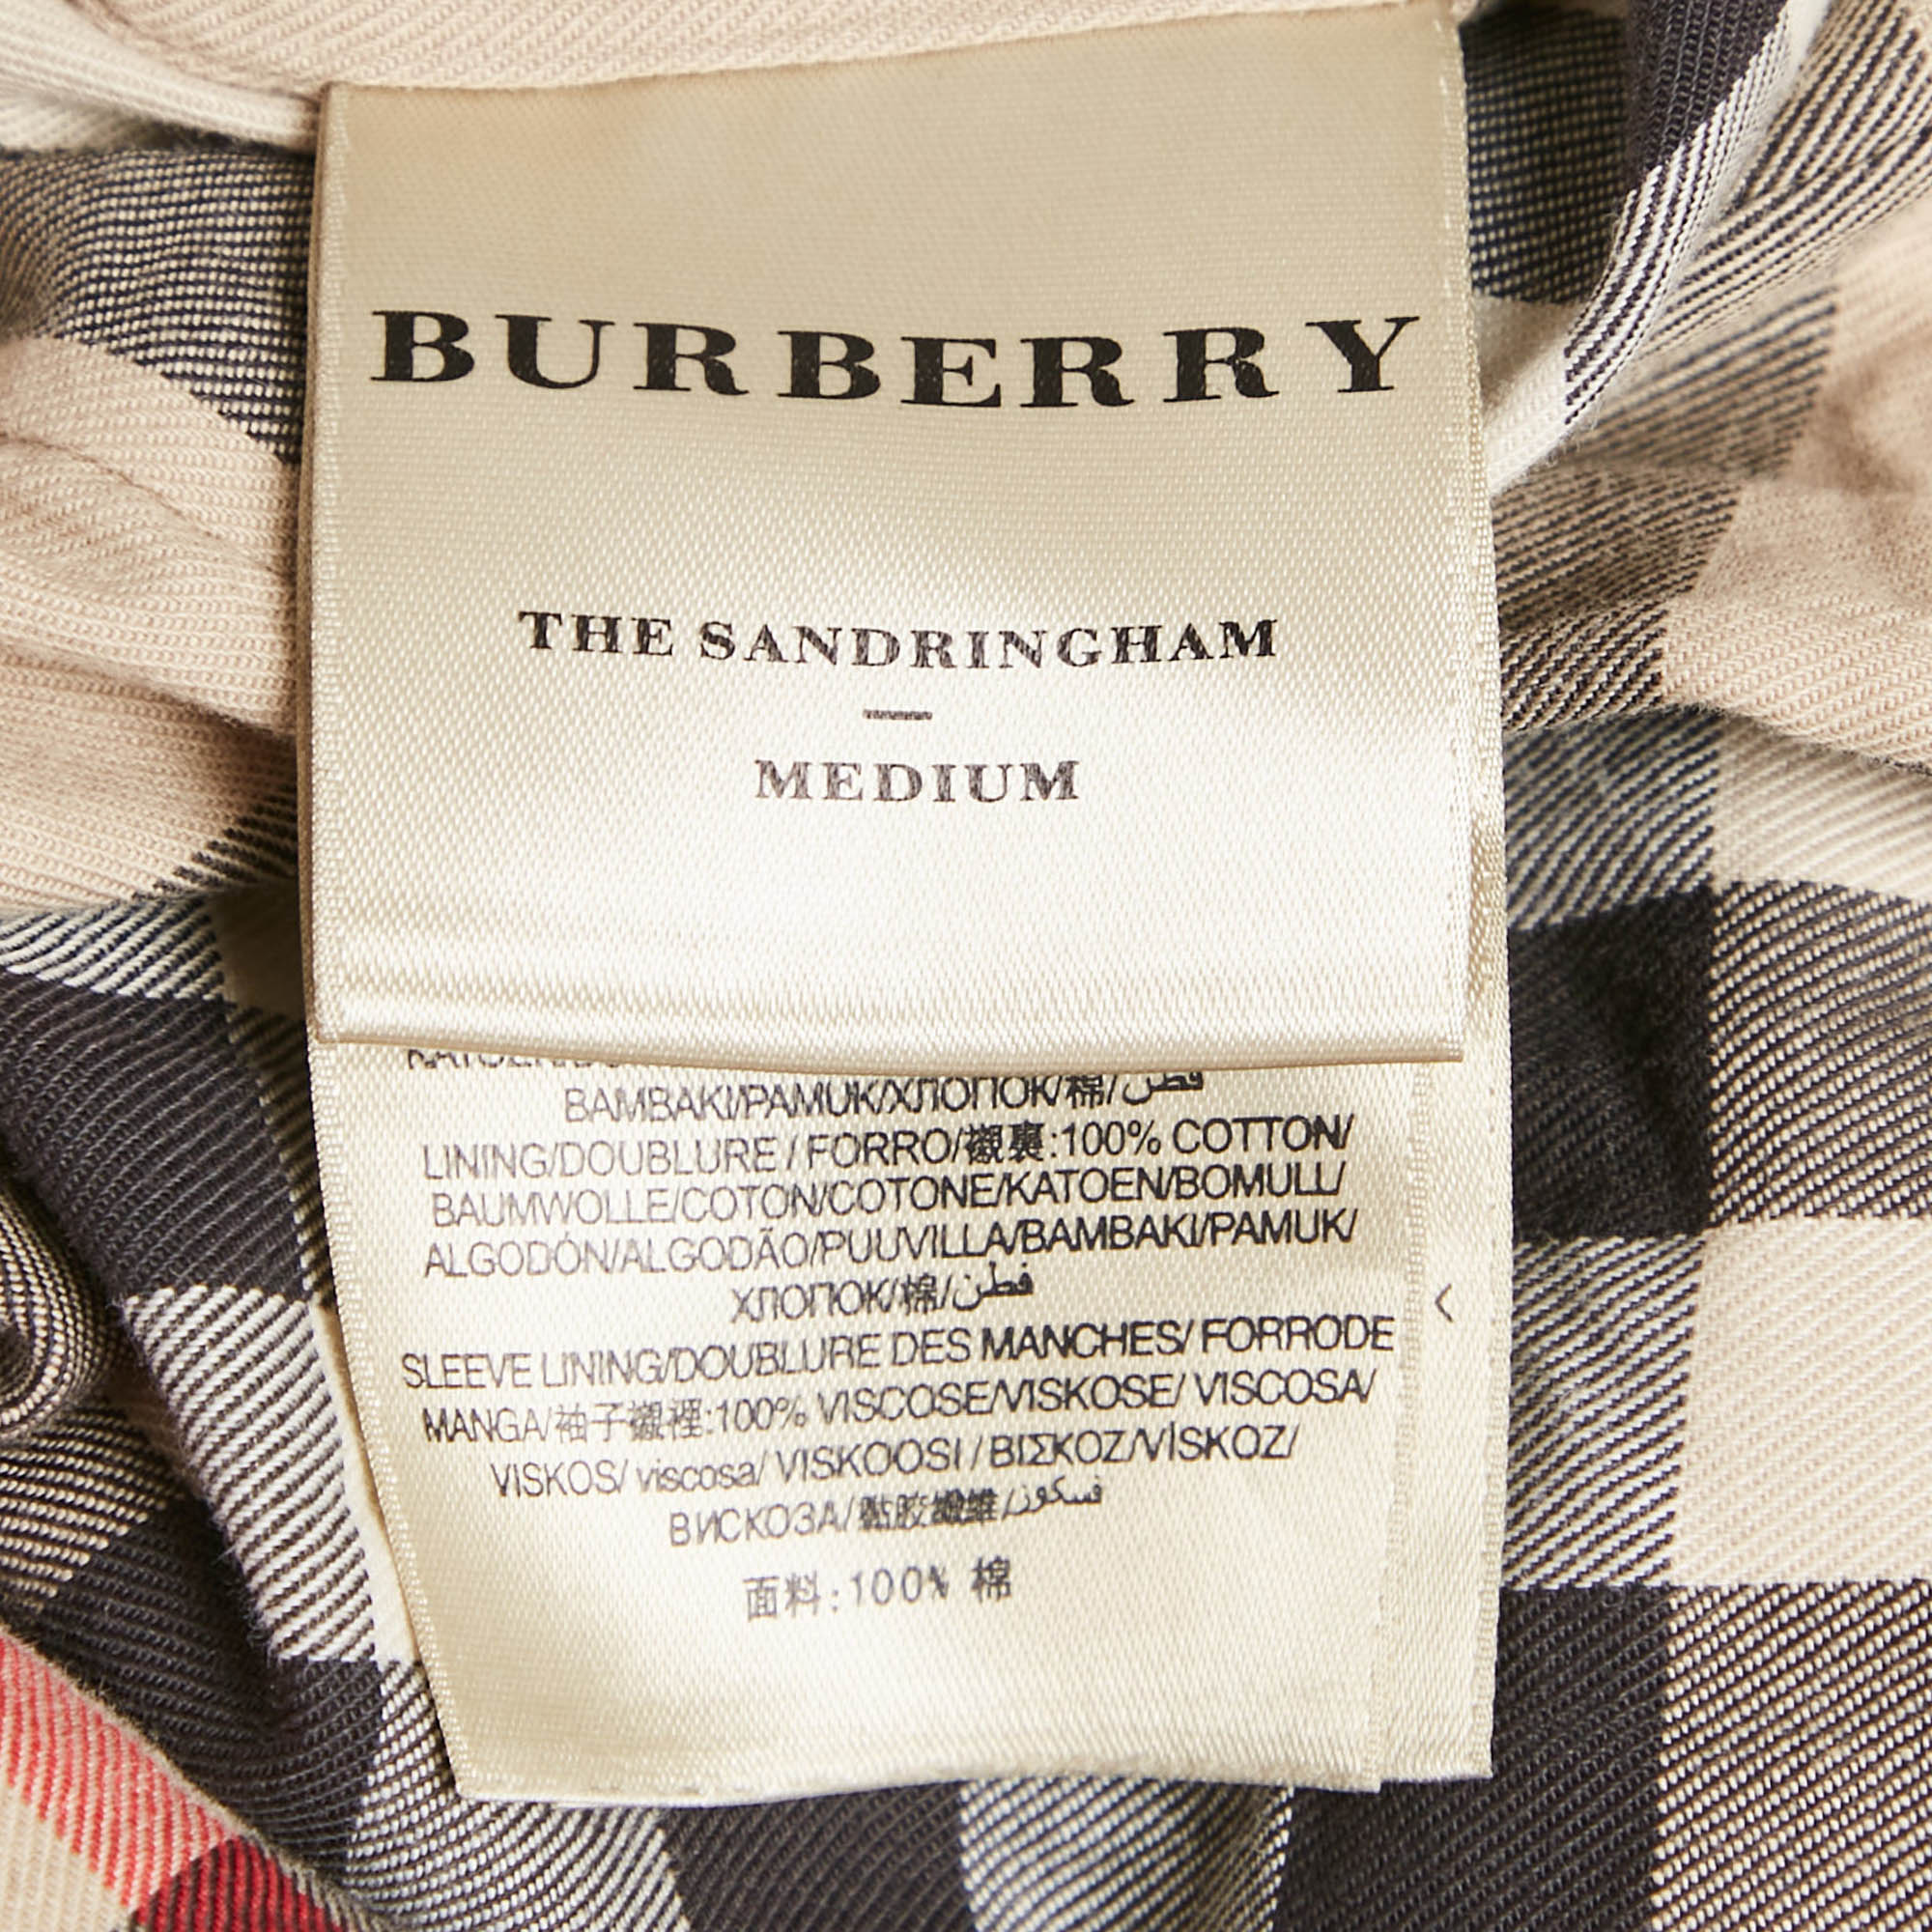 BURBERRY
THE SANDRINGHAM
—
MEDIUM
BAMBAKI/PAMUK/ХЛОПОК/棉/قطن
LINING/DOUBLURE / FORRO/襯裏:100% COTTON/
BAUMWOLLE/COTON/COTONE/KATOEN/BOMULL/
ALGODÓN/ALGODÃO/PUUVILLA/BAMBAKI/PAMUK/
ХЛОПОК/棉/قطن
SLEEVE LINING/DOUBLURE DES MANCHES/ FORRODE
MANGA/袖子襯裡:100% VISCOSE/VISKOSE/ VISCOSA/
VISKOS/ viscosa/ VISKOOSI / ΒΙΣΚΟΖ/VİSKOZ/
ВИСКОЗА/黏胶纖維/فسكوز
面料:100% 棉